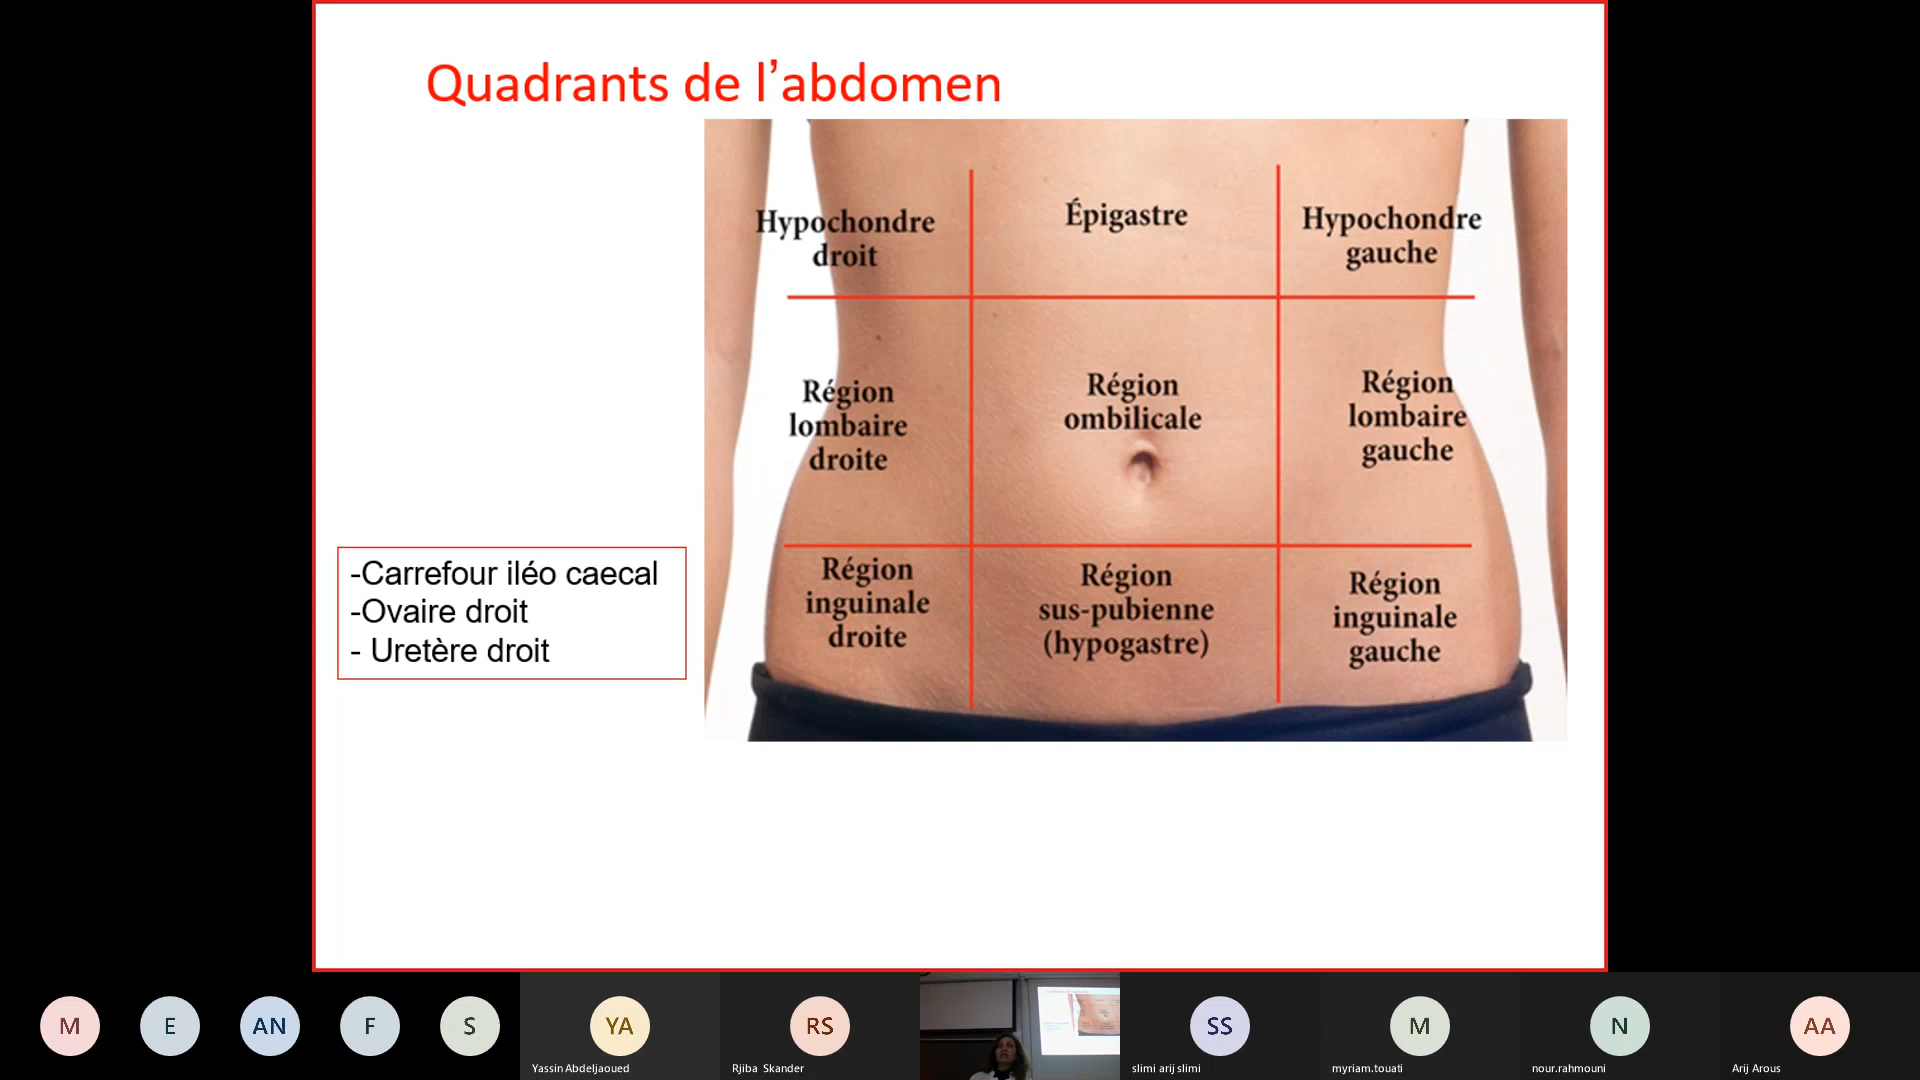 Quadrants de l’abdomen
Hypochondre
droit
Épigastre
Hypochondre
gauche
Région
lombaire
droite
Région
ombilicale
Région
lombaire
gauche
-Carrefour iléo caecal
-Ovaire droit
- Uretère droit
Région
inguinale
droite
Région
sus-pubienne
(hypogastre)
Région
inguinale
gauche
M
E
AN
F
S
YA
Yassin Abdeljaoued
RS
Rjiba Skander
SS
slimi arij slimi
M
myriam.touati
N
nour.rahmouni
AA
Arij Arous